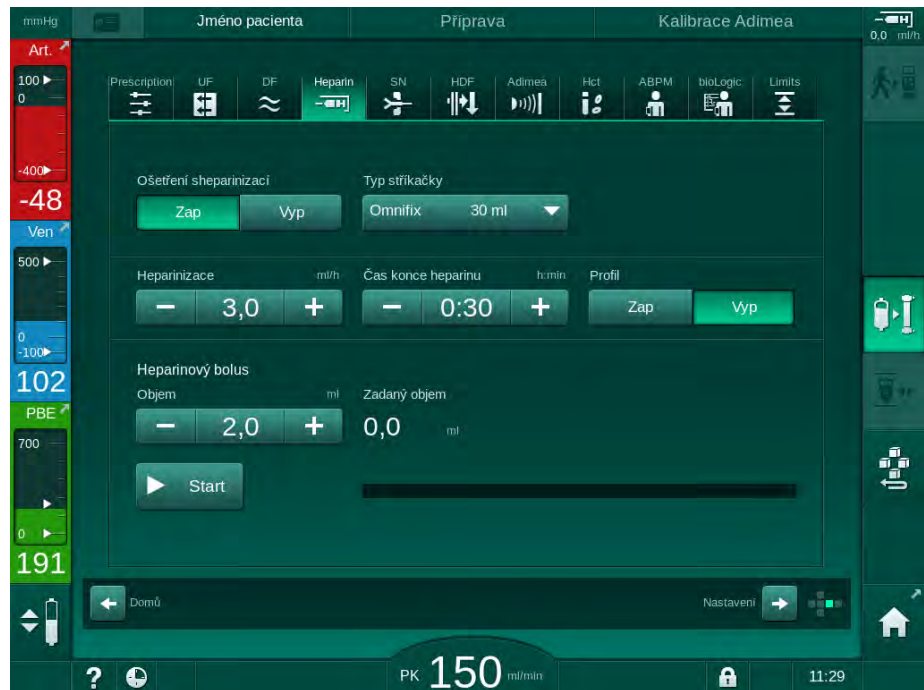 mmHg
Jméno pacienta
Příprava
Kalibrace Adimea
0,0 ml/h
Art.
100
0
-400
-48
Ven
500
0
-100
102
PBE
700
0
191
Prescription
UF
DF
Heparin
SN
HDF
Adimea
Hct
ABPM
bioLogic
Limits
Ošetření sheparinizací
Typ stříkačky
Zap
Vyp
Omnifix 30 ml
Heparinizace ml/h
Čas konce heparinu h:min
Profil
− 3,0 +
− 0:30 +
Zap
Vyp
Heparinový bolus
Objem ml
Zadaný objem
− 2,0 +
0,0 ml
Start
Domů
Nastavení
?
PK 150 ml/min
11:29